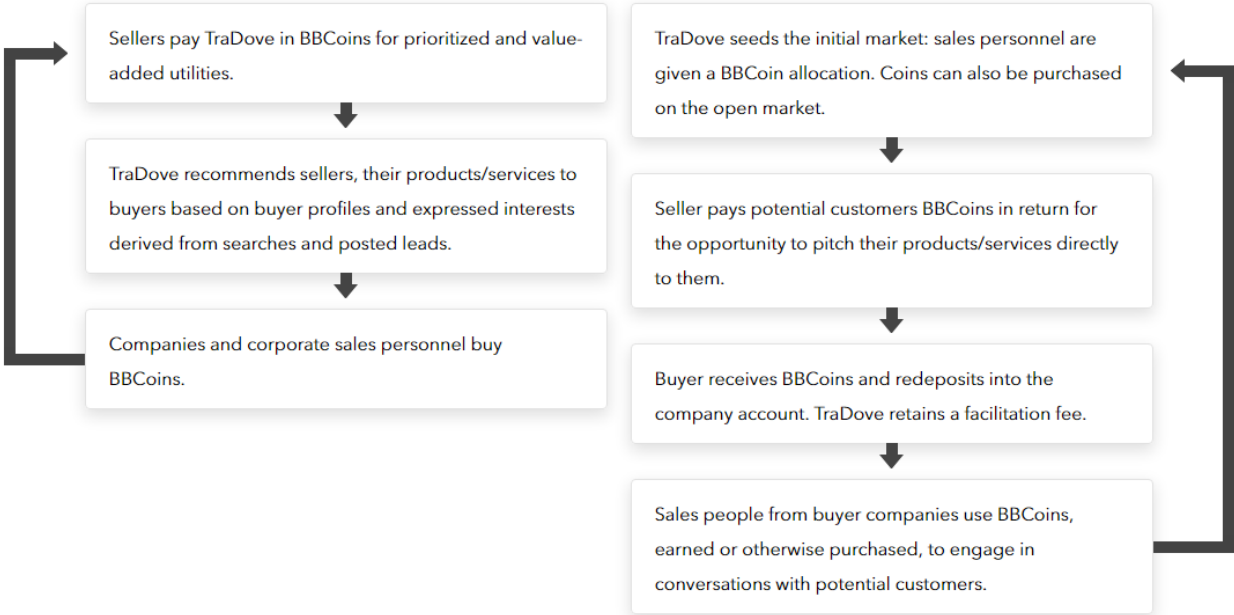 Sellers pay TraDove in BBCoins for prioritized and value-
added utilities.
TraDove recommends sellers, their products/services to
buyers based on buyer profiles and expressed interests
derived from searches and posted leads.
Companies and corporate sales personnel buy
BBCoins.
TraDove seeds the initial market: sales personnel are
given a BBCoin allocation. Coins can also be purchased
on the open market.
Seller pays potential customers BBCoins in return for
the opportunity to pitch their products/services directly
to them.
Buyer receives BBCoins and redeposits into the
company account. TraDove retains a facilitation fee.
Sales people from buyer companies use BBCoins,
earned or otherwise purchased, to engage in
conversations with potential customers.